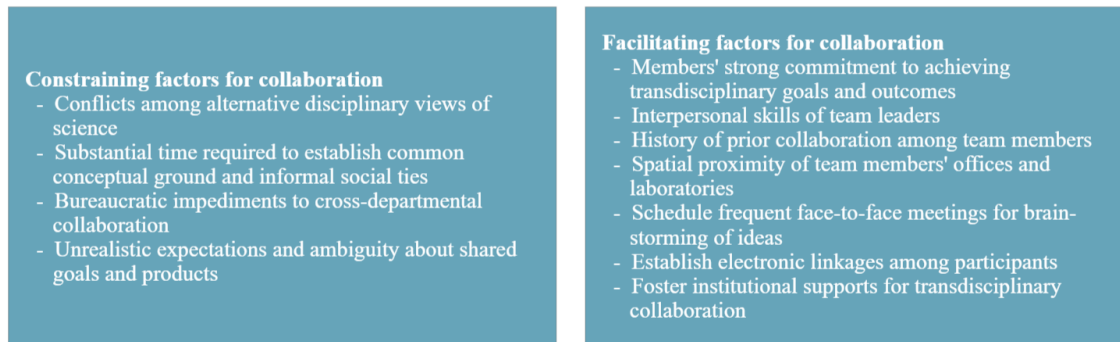 Constraining factors for collaboration
- Conflicts among alternative disciplinary views of
science
- Substantial time required to establish common
conceptual ground and informal social ties
- Bureaucratic impediments to cross-departmental
collaboration
- Unrealistic expectations and ambiguity about shared
goals and products
Facilitating factors for collaboration
- Members' strong commitment to achieving
transdisciplinary goals and outcomes
- Interpersonal skills of team leaders
- History of prior collaboration among team members
- Spatial proximity of team members' offices and
laboratories
- Schedule frequent face-to-face meetings for brain-
storming of ideas
- Establish electronic linkages among participants
- Foster institutional supports for transdisciplinary
collaboration